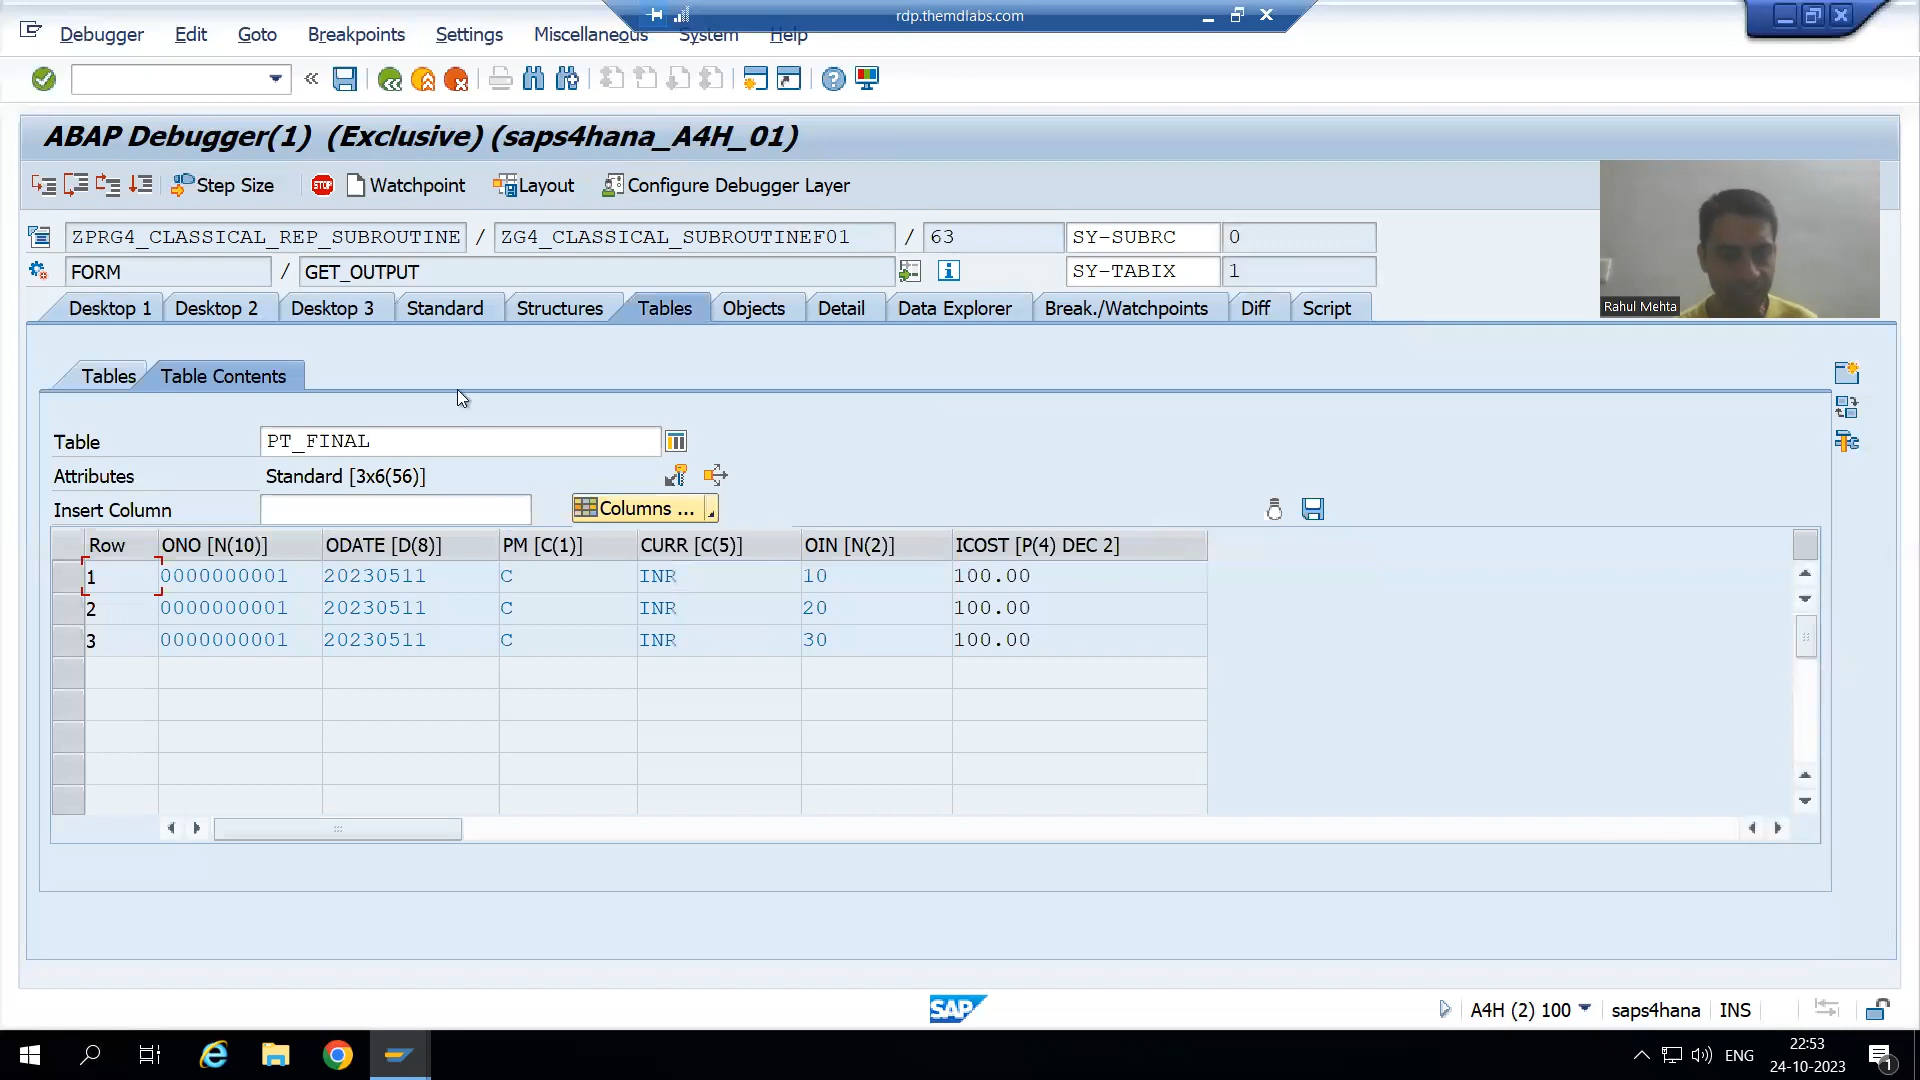 rdp.themdlabs.com
Debugger Edit Goto Breakpoints Settings Miscellaneous System Help
ABAP Debugger(1) (Exclusive) (saps4hana_A4H_01)
Step Size STOP Watchpoint Layout Configure Debugger Layer
ZPRG4_CLASSICAL_REP_SUBROUTINE / ZG4_CLASSICAL_SUBROUTINEF01 / 63 SY-SUBRC 0
FORM / GET_OUTPUT SY-TABIX 1
Desktop 1 Desktop 2 Desktop 3 Standard Structures Tables Objects Detail Data Explorer Break./Watchpoints Diff Script
Rahul Mehta
Tables Table Contents
Table PT_FINAL
Attributes Standard [3x6(56)]
Insert Column Columns ...
Row ONO [N(10)] ODATE [D(8)] PM [C(1)] CURR [C(5)] OIN [N(2)] ICOST [P(4) DEC 2]
1 0000000001 20230511 C INR 10 100.00
2 0000000001 20230511 C INR 20 100.00
3 0000000001 20230511 C INR 30 100.00
SAP
A4H (2) 100 saps4hana INS
ENG
22:53
24-10-2023
1